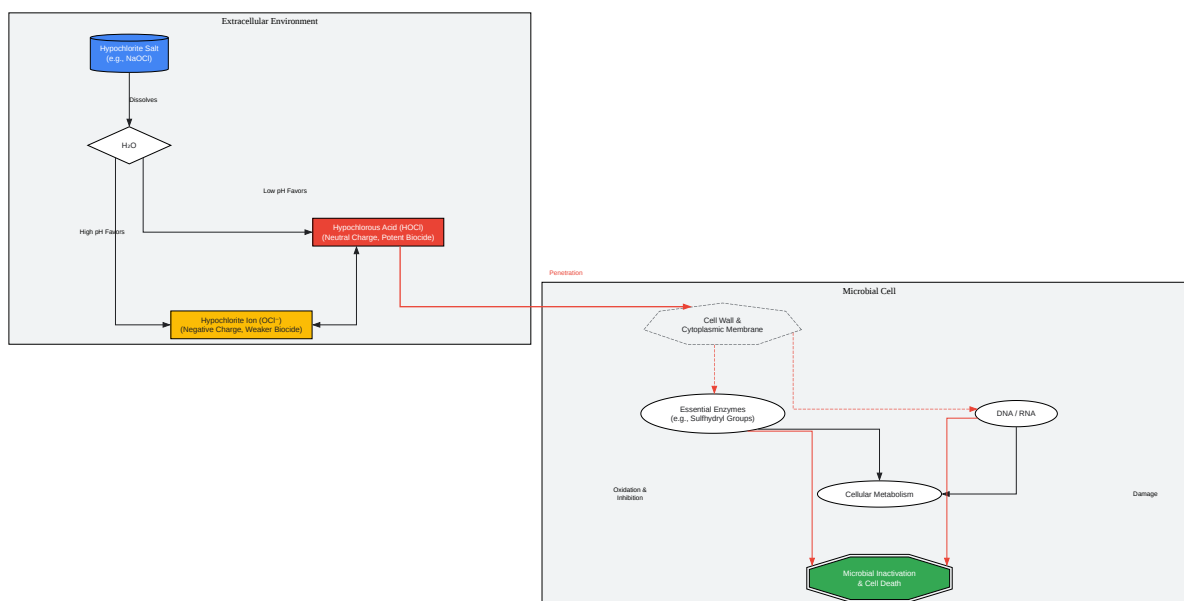 Extracellular Environment
Hypochlorite Salt
(e.g., NaOCl)
Dissolves
H₂O
Low pH Favors
High pH Favors
Hypochlorous Acid (HOCl)
(Neutral Charge, Potent Biocide)
Hypochlorite Ion (OCl⁻)
(Negative Charge, Weaker Biocide)
Penetration
Microbial Cell
Cell Wall &
Cytoplasmic Membrane
Essential Enzymes
(e.g., Sulfhydryl Groups)
DNA / RNA
Oxidation &
Inhibition
Cellular Metabolism
Damage
Microbial Inactivation
& Cell Death